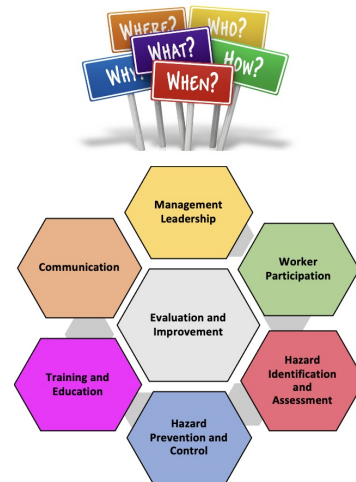 WHERE?
WHO?
WHAT?
WHY?
HOW?
WHEN?
Management
Leadership
Communication
Worker
Participation
Evaluation and
Improvement
Training and
Education
Hazard
Identification
and
Assessment
Hazard
Prevention and
Control